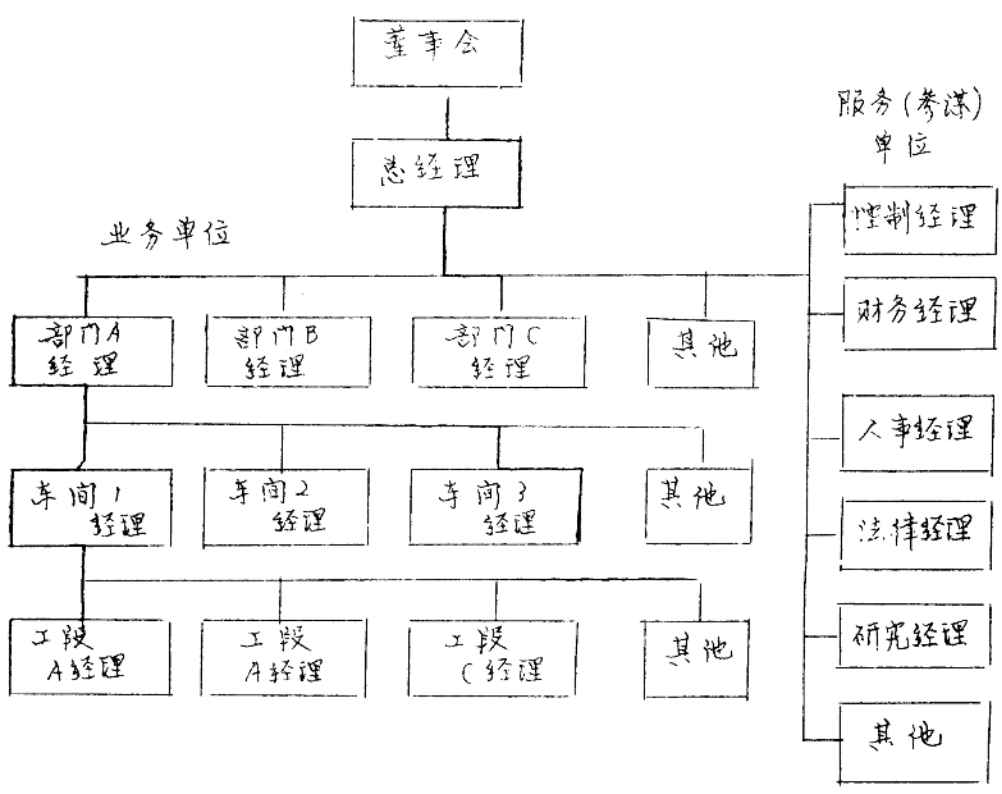 董事会
总经理
服务(参谋)
单位
业务单位
控制经理
财务经理
人事经理
法律经理
研究经理
其他
部门A
经理
部门B
经理
部门C
经理
其他
车间1
经理
车间2
经理
车间3
经理
其他
工段
A经理
工段
A经理
工段
C经理
其他